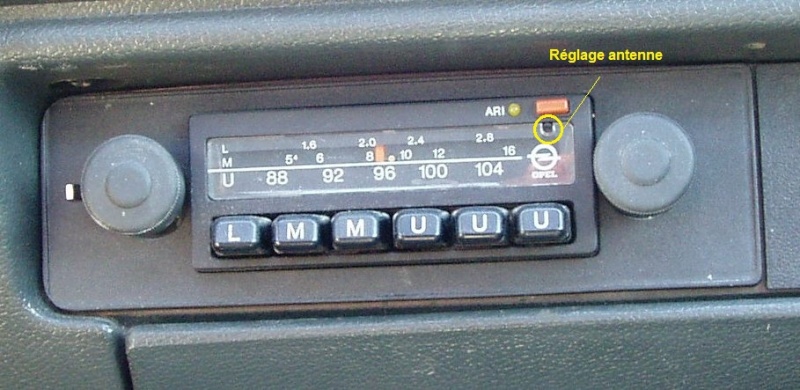 Réglage antenne
ARI
L 1.6 2.0 2.4 2.8
M 5⁴ 6 8 10 12 16
U 88 92 96 100 104
OPEL
L M M U U U